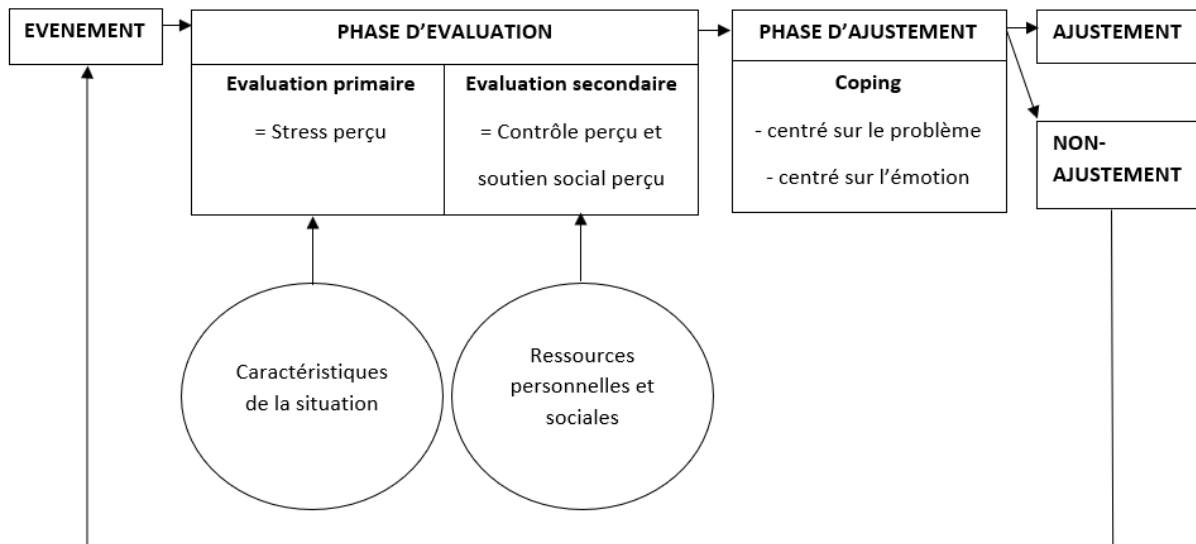 EVENEMENT
PHASE D’EVALUATION
Evaluation primaire
= Stress perçu
Evaluation secondaire
= Contrôle perçu et
soutien social perçu
PHASE D’AJUSTEMENT
Coping
- centré sur le problème
- centré sur l’émotion
AJUSTEMENT
NON-
AJUSTEMENT
Caractéristiques
de la situation
Ressources
personnelles et
sociales